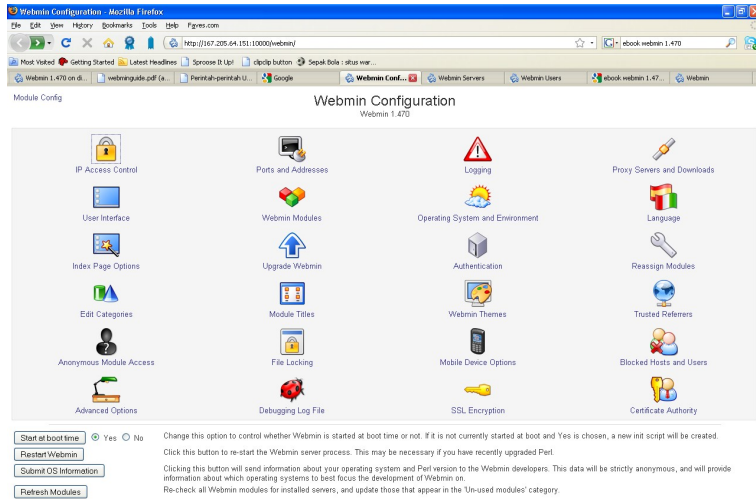 Webmin Configuration - Mozilla Firefox
File Edit View History Bookmarks Tools Help Faves.com
http://167.205.64.151:10000/webmin/
ebook webmin 1.470
Most Visited Getting Started Latest Headlines Sproose It Up! clipclip button Sepak Bola : situs war...
Webmin 1.470 on di... webminguide.pdf (a... Perintah-perintah U... Google Webmin Conf... Webmin Servers Webmin Users ebook webmin 1.47... Webmin
Module Config
Webmin Configuration
Webmin 1.470
IP Access Control Ports and Addresses Logging Proxy Servers and Downloads
User Interface Webmin Modules Operating System and Environment Language
Index Page Options Upgrade Webmin Authentication Reassign Modules
Edit Categories Module Titles Webmin Themes Trusted Referrers
Anonymous Module Access File Locking Mobile Device Options Blocked Hosts and Users
Advanced Options Debugging Log File SSL Encryption Certificate Authority
Start at boot time Yes No Change this option to control whether Webmin is started at boot time or not. If it is not currently started at boot and Yes is chosen, a new init script will be created.
Restart Webmin Click this button to re-start the Webmin server process. This may be necessary if you have recently upgraded Perl.
Submit OS Information Clicking this button will send information about your operating system and Perl version to the Webmin developers. This data will be strictly anonymous, and will provide
information about which operating systems to best focus the development of Webmin on.
Refresh Modules Re-check all Webmin modules for installed servers, and update those that appear in the 'Un-used modules' category.